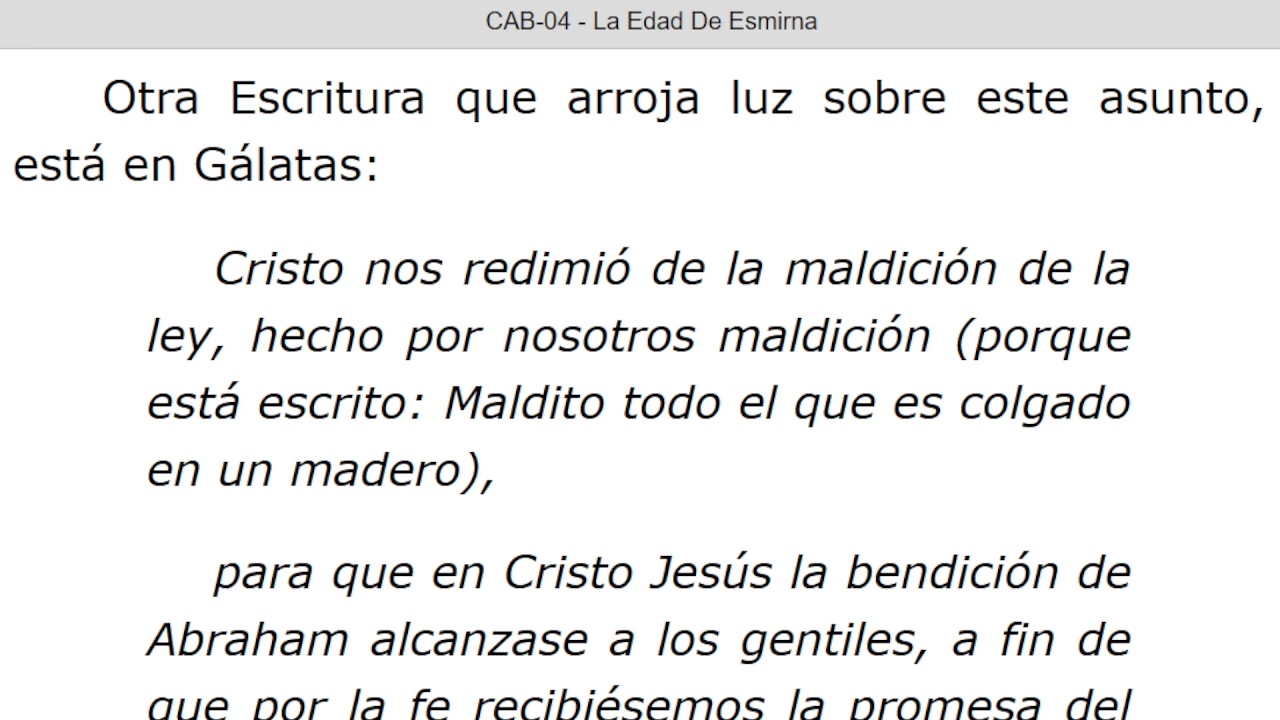 CAB-04 - La Edad De Esmirna
Otra Escritura que arroja luz sobre este asunto,
está en Gálatas:
Cristo nos redimió de la maldición de la
ley, hecho por nosotros maldición (porque
está escrito: Maldito todo el que es colgado
en un madero),
para que en Cristo Jesús la bendición de
Abraham alcanzase a los gentiles, a fin de
que por la fe recibiésemos la promesa del